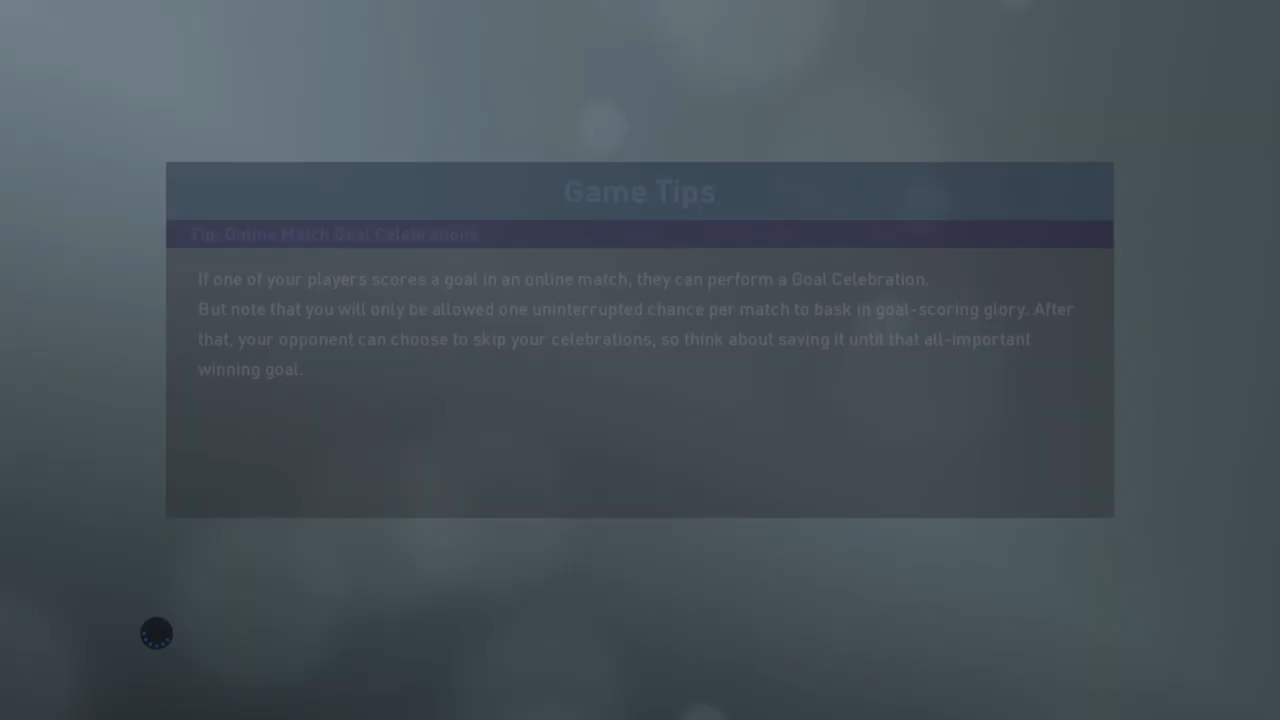 Game Tips
Tip: Online Match Goal Celebrations
If one of your players scores a goal in an online match, they can perform a Goal Celebration.
But note that you will only be allowed one uninterrupted chance per match to bask in goal-scoring glory. After
that, your opponent can choose to skip your celebrations, so think about saving it until that all-important
winning goal.